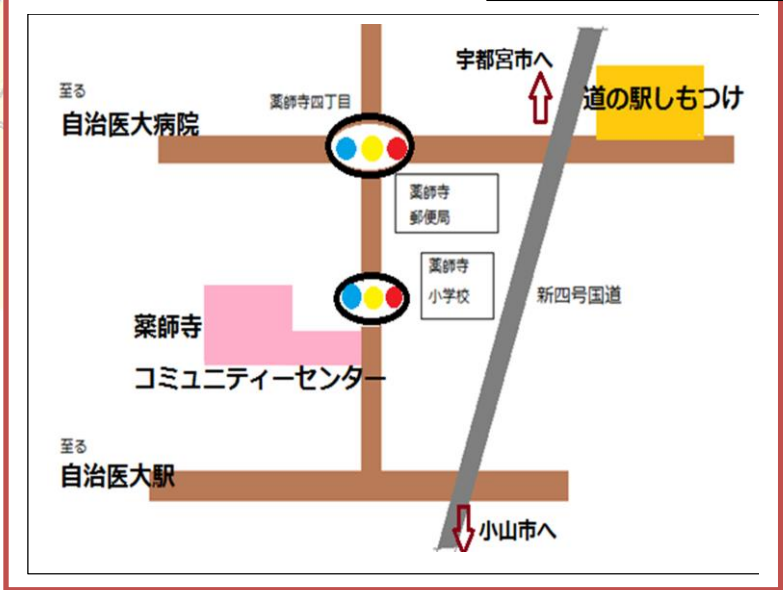 宇都宮市へ
道の駅しもつけ
至る
自治医大病院
薬師寺四丁目
薬師寺
郵便局
薬師寺
小学校
新四号国道
薬師寺
コミュニティーセンター
至る
自治医大駅
小山市へ